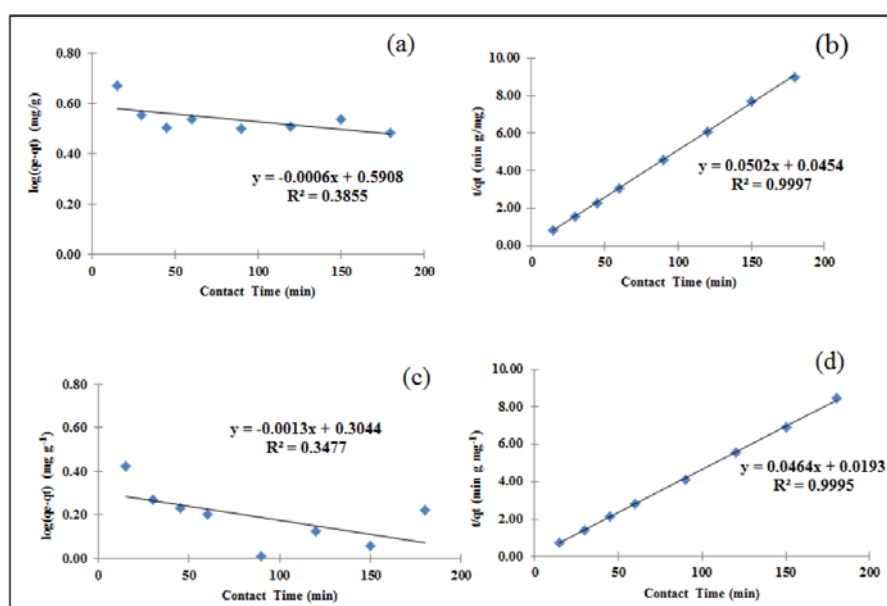 (a)
0.80
0.60
0.40
0.20
0.00
log(qe-qt) (mg/g)
y = -0.0006x + 0.5908
R² = 0.3855
0 50 100 150 200
Contact Time (min)
(b)
10.00
8.00
6.00
4.00
2.00
0.00
t/qt (min g/mg)
y = 0.0502x + 0.0454
R² = 0.9997
0 50 100 150 200
Contact Time (min)
(c)
0.80
0.60
0.40
0.20
0.00
log(qe-qt) (mg g⁻¹)
y = -0.0013x + 0.3044
R² = 0.3477
0 50 100 150 200
Contact Time (min)
(d)
10.00
8.00
6.00
4.00
2.00
0.00
t/qt (min g mg⁻¹)
y = 0.0464x + 0.0193
R² = 0.9995
0 50 100 150 200
Contact Time (min)